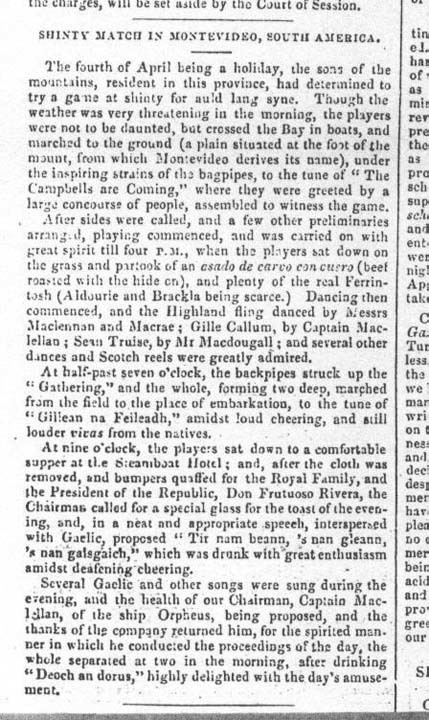 the charges, will be set aside by the Court of Session.
SHINTY MATCH IN MONTEVIDEO, SOUTH AMERICA.
The fourth of April being a holiday, the sons of the
mountains, resident in this province, had determined to
try a game at shinty for auld lang syne. Though the
weather was very threatening in the morning, the players
were not to be daunted, but crossed the Bay in boats, and
marched to the ground (a plain situated at the foot of the
mount, from which Montevideo derives its name), under
the inspiring strains of the bagpipes, to the tune of "The
Campbells are Coming," where they were greeted by a
large concourse of people, assembled to witness the game.
After sides were called, and a few other preliminaries
arranged, playing commenced, and was carried on with
great spirit till four P.M., when the players sat down on
the grass and partook of an asado de carvo con cuero (beef
roasted with the hide on), and plenty of the real Ferrin-
tosh (Aldourie and Brackla being scarce.) Dancing then
commenced, and the Highland fling danced by Messrs
Maclennan and Macrae; Gille Callum, by Captain Mac-
lellan; Sean Truise, by Mr Macdougall; and several other
dances and Scotch reels were greatly admired.
At half-past seven o'clock, the backpipes struck up the
"Gathering," and the whole, forming two deep, marched
from the field to the place of embarkation, to the tune of
"Gillean na Feileadh," amidst loud cheering, and still
louder vivas from the natives.
At nine o'clock, the players sat down to a comfortable
supper at the Steamboat Hotel; and, after the cloth was
removed, and bumpers quaffed for the Royal Family, and
the President of the Republic, Don Frutuoso Rivera, the
Chairman called for a special glass for the toast of the even-
ing, and, in a neat and appropriate speech, interspersed
with Gaelic, proposed "Tir nam beann, 's nan gleann,
's nan gaisgaich," which was drunk with great enthusiasm
amidst deafening cheering.
Several Gaelic and other songs were sung during the
evening, and the health of our Chairman, Captain Mac-
lellan, of the ship Orpheus, being proposed, and the
thanks of the company returned him, for the spirited man-
ner in which he conducted the proceedings of the day, the
whole separated at two in the morning, after drinking
"Deoch an dorus," highly delighted with the day's amuse-
ment.